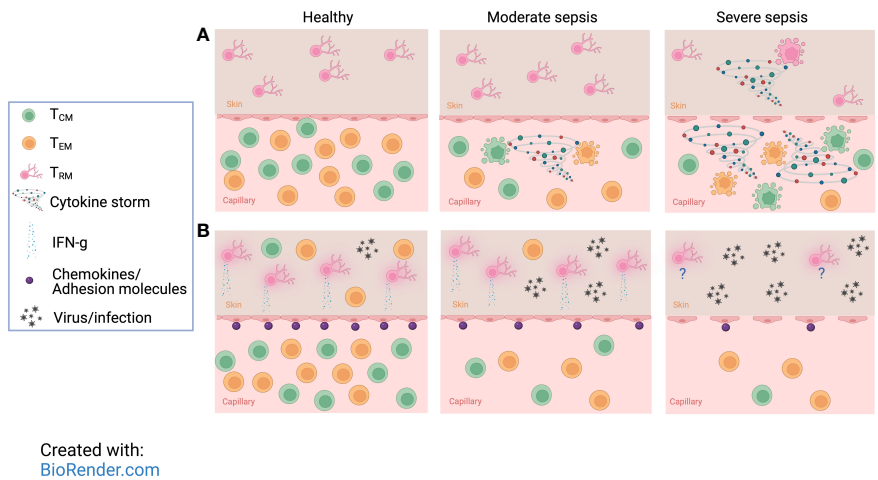 Healthy Moderate sepsis Severe sepsis
A
Skin Skin Skin
Capillary Capillary Capillary
TCM
TEM
TRM
Cytokine storm
IFN-g
Chemokines/
Adhesion molecules
Virus/infection
B
? ?
Skin Skin Skin
Capillary Capillary Capillary
Created with:
BioRender.com